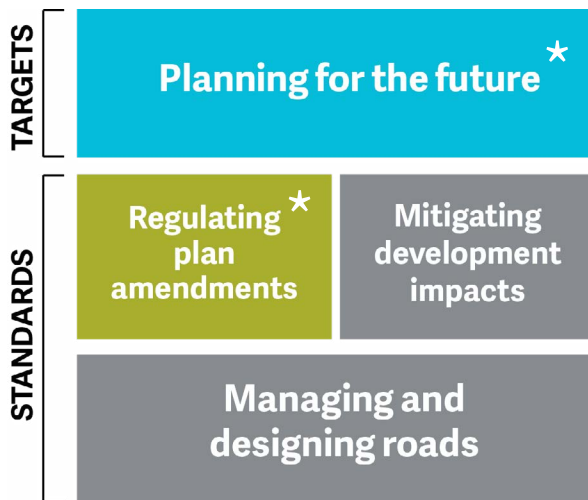 TARGETS
Planning for the future *
STANDARDS
Regulating *
plan
amendments
Mitigating
development
impacts
Managing and
designing roads